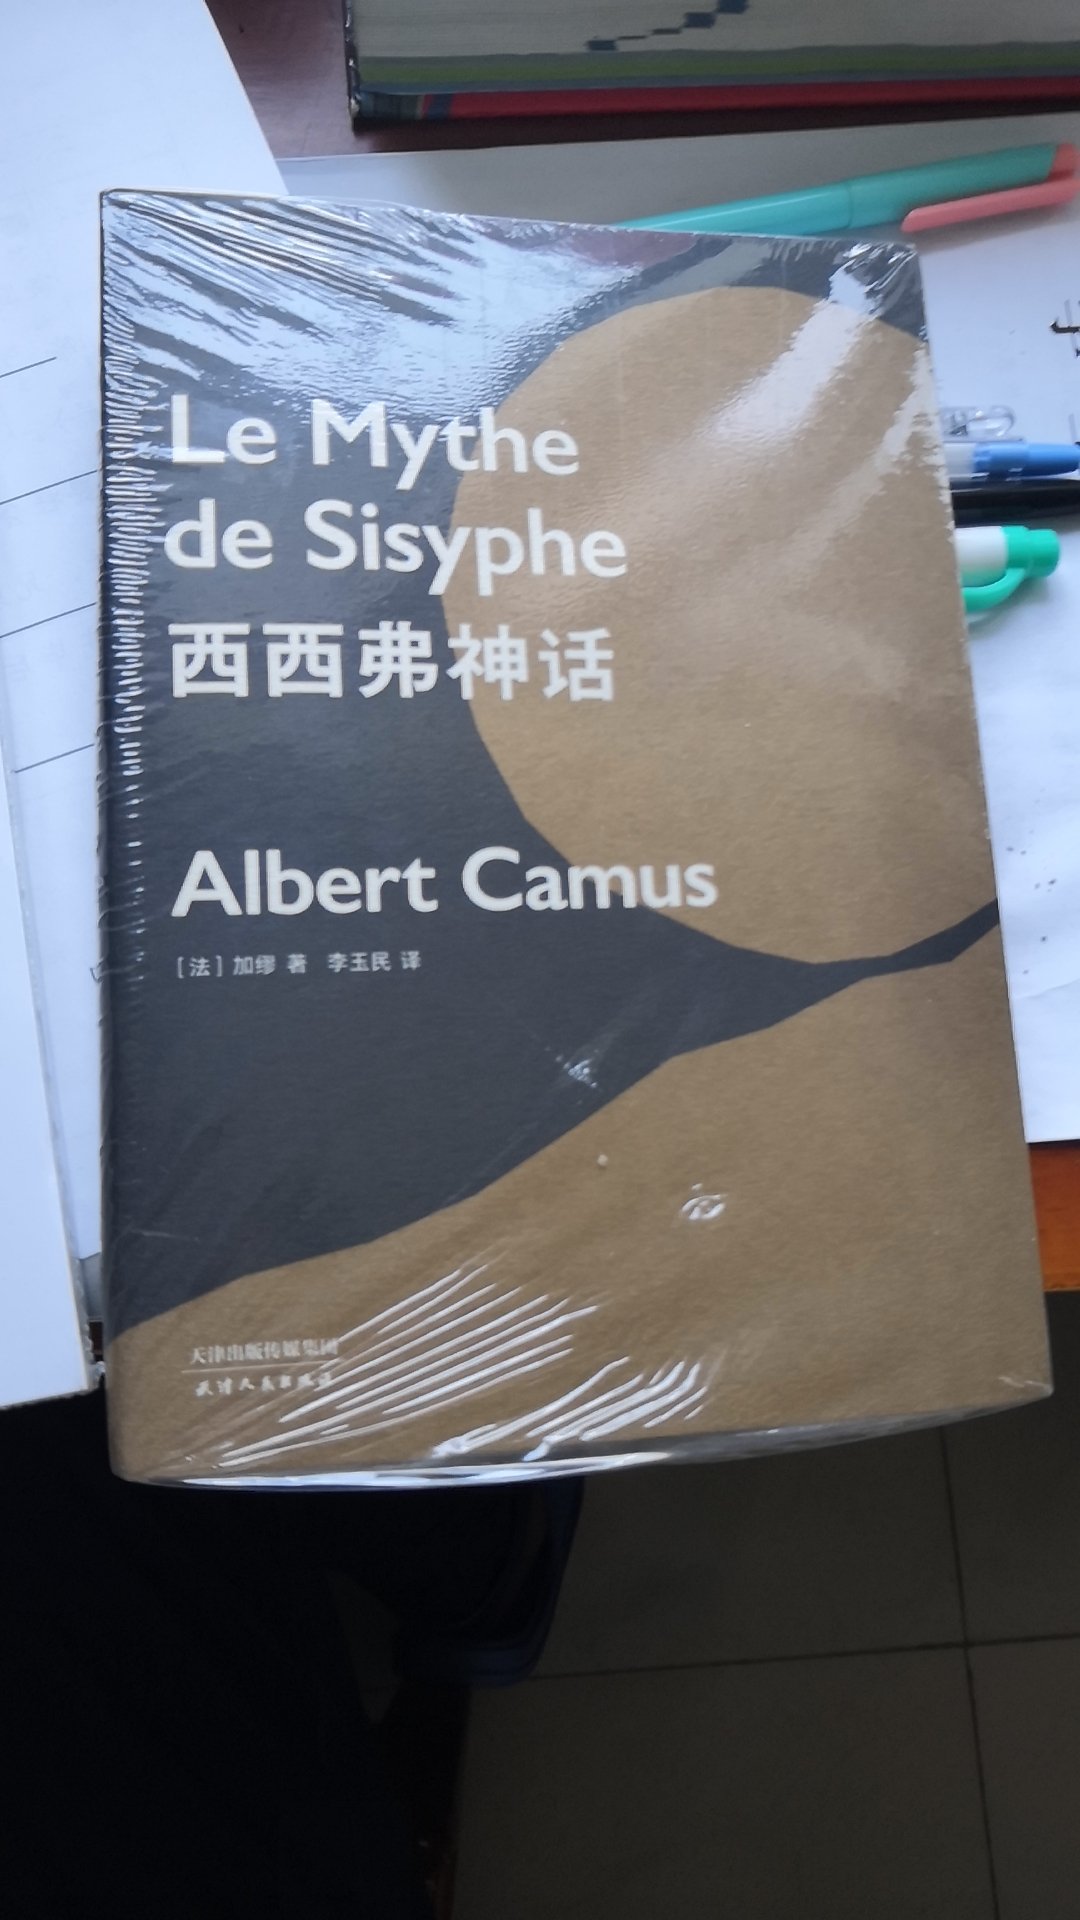 Le Mythe
de Sisyphe
西西弗神话
Albert Camus
[法] 加缪 著 李玉民 译
天津出版传媒集团
天津人民出版社